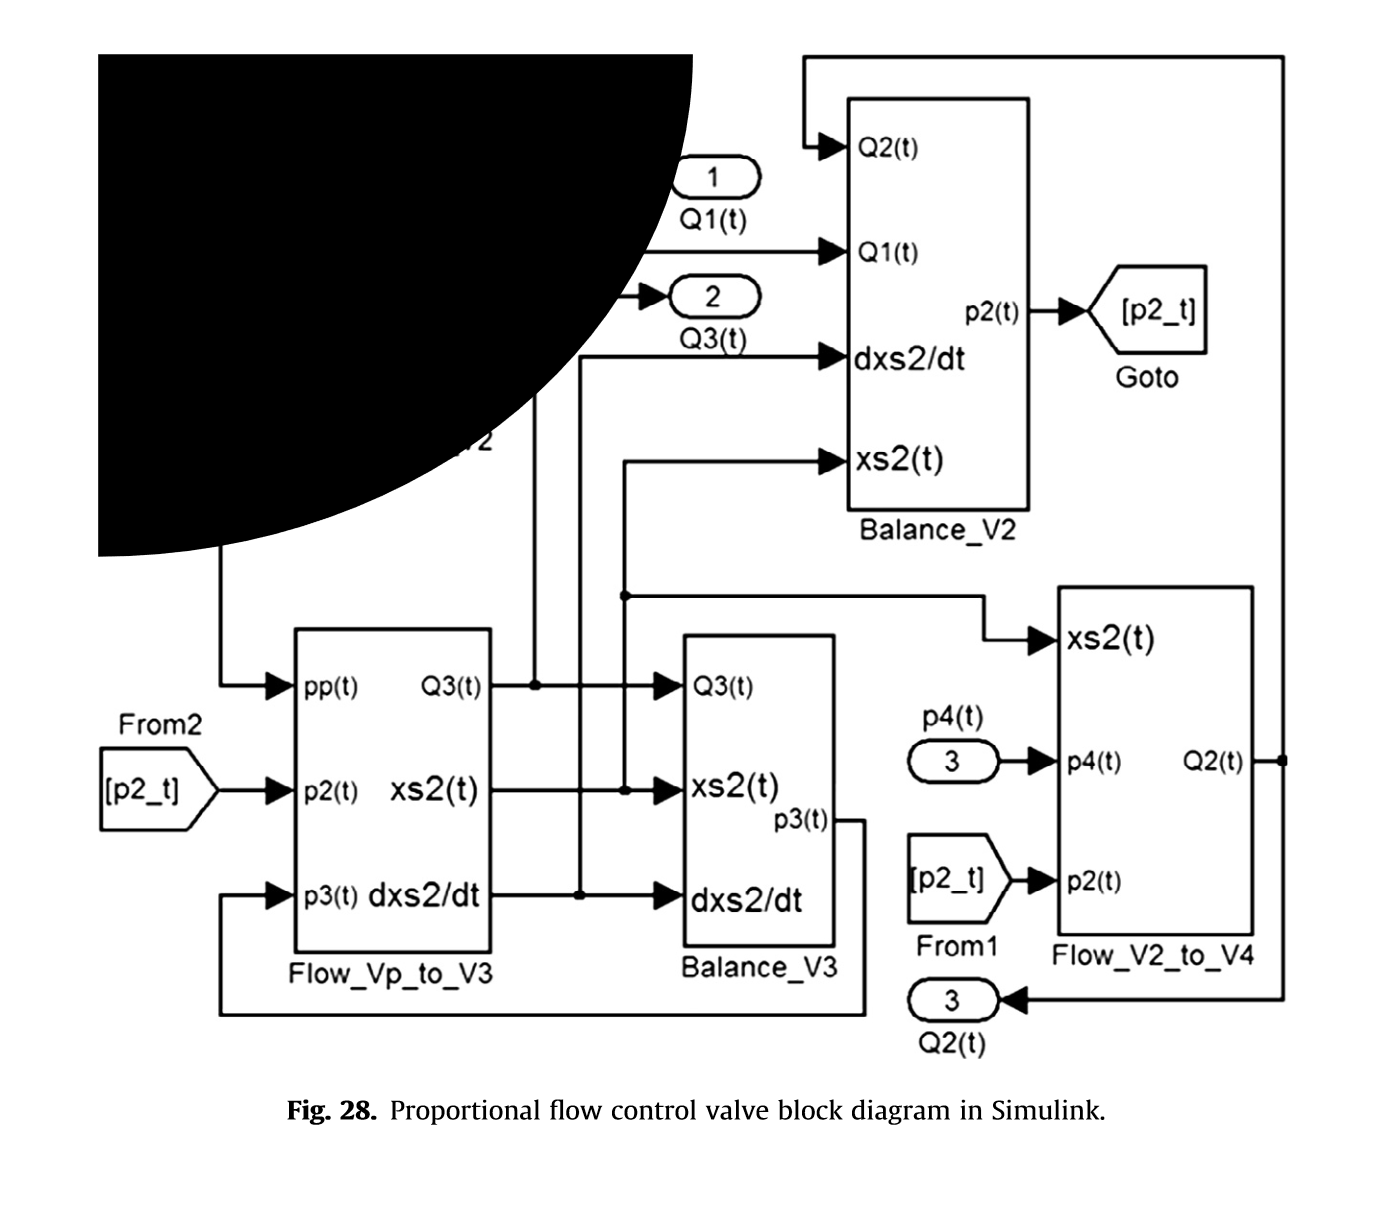 1
Q1(t)
2
Q3(t)
Q2(t)
Q1(t)
dxs2/dt
xs2(t)
p2(t)
Balance_V2
[p2_t]
Goto
From2
[p2_t]
pp(t)
p2(t)
p3(t)
Q3(t)
xs2(t)
dxs2/dt
Flow_Vp_to_V3
Q3(t)
xs2(t)
dxs2/dt
p3(t)
Balance_V3
p4(t)
3
[p2_t]
From1
xs2(t)
p4(t)
p2(t)
Q2(t)
Flow_V2_to_V4
3
Q2(t)
Fig. 28. Proportional flow control valve block diagram in Simulink.